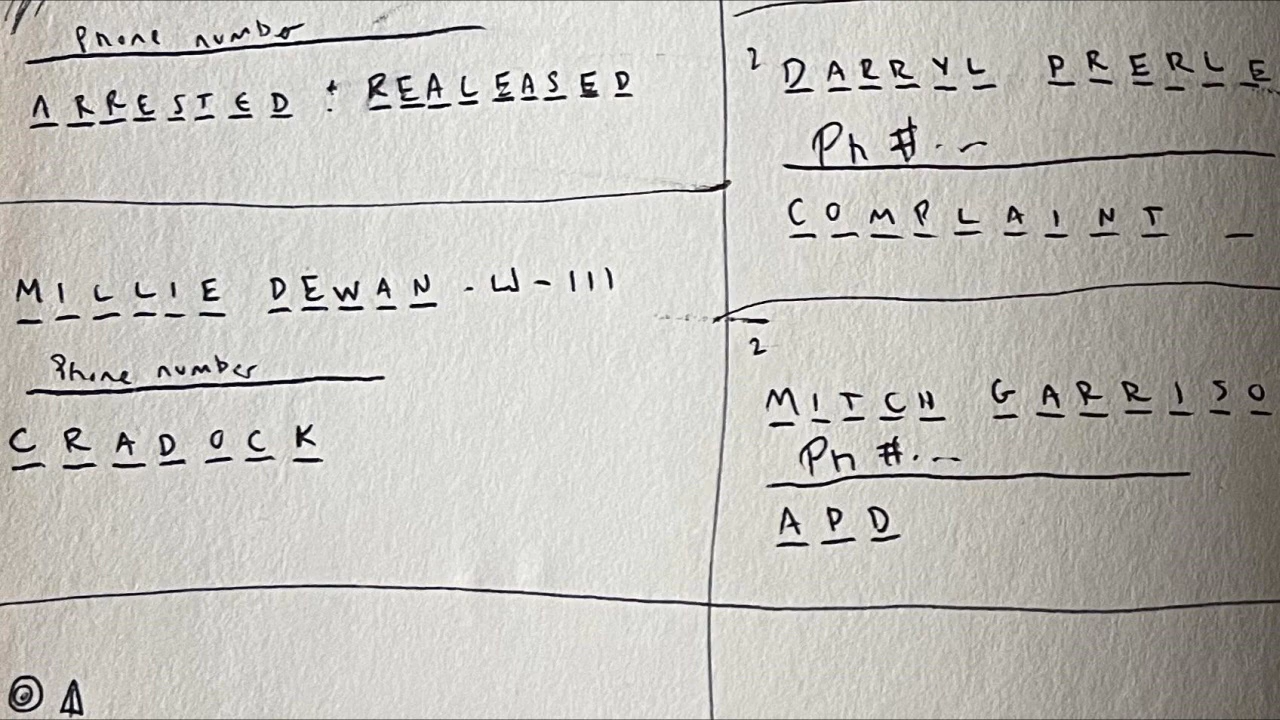 Phone number
ARRESTED + REALEASED
MILLIE DEWAN - W - III
Phone number
CRADOCK
2 DARRYL PRERLE
Ph #. -
COMPLAINT _
2
MITCH GARRISO
Ph #. -
APD